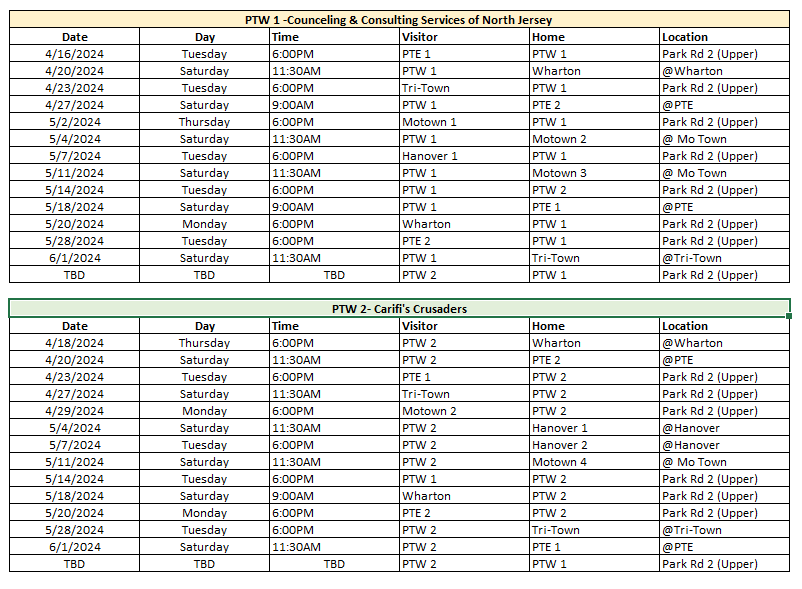 PTW 1 -Counceling & Consulting Services of North Jersey
Date Day Time Visitor Home Location
4/16/2024 Tuesday 6:00PM PTE 1 PTW 1 Park Rd 2 (Upper)
4/20/2024 Saturday 11:30AM PTW 1 Wharton @Wharton
4/23/2024 Tuesday 6:00PM Tri-Town PTW 1 Park Rd 2 (Upper)
4/27/2024 Saturday 9:00AM PTW 1 PTE 2 @PTE
5/2/2024 Thursday 6:00PM Motown 1 PTW 1 Park Rd 2 (Upper)
5/4/2024 Saturday 11:30AM PTW 1 Motown 2 @ Mo Town
5/7/2024 Tuesday 6:00PM Hanover 1 PTW 1 Park Rd 2 (Upper)
5/11/2024 Saturday 11:30AM PTW 1 Motown 3 @ Mo Town
5/14/2024 Tuesday 6:00PM PTW 1 PTW 2 Park Rd 2 (Upper)
5/18/2024 Saturday 9:00AM PTW 1 PTE 1 @PTE
5/20/2024 Monday 6:00PM Wharton PTW 1 Park Rd 2 (Upper)
5/28/2024 Tuesday 6:00PM PTE 2 PTW 1 Park Rd 2 (Upper)
6/1/2024 Saturday 11:30AM PTW 1 Tri-Town @Tri-Town
TBD TBD TBD PTW 2 PTW 1 Park Rd 2 (Upper)
PTW 2- Carifi's Crusaders
Date Day Time Visitor Home Location
4/18/2024 Thursday 6:00PM PTW 2 Wharton @Wharton
4/20/2024 Saturday 11:30AM PTW 2 PTE 2 @PTE
4/23/2024 Tuesday 6:00PM PTE 1 PTW 2 Park Rd 2 (Upper)
4/27/2024 Saturday 11:30AM Tri-Town PTW 2 Park Rd 2 (Upper)
4/29/2024 Monday 6:00PM Motown 2 PTW 2 Park Rd 2 (Upper)
5/4/2024 Saturday 11:30AM PTW 2 Hanover 1 @Hanover
5/7/2024 Tuesday 6:00PM PTW 2 Hanover 2 @Hanover
5/11/2024 Saturday 11:30AM PTW 2 Motown 4 @ Mo Town
5/14/2024 Tuesday 6:00PM PTW 1 PTW 2 Park Rd 2 (Upper)
5/18/2024 Saturday 9:00AM Wharton PTW 2 Park Rd 2 (Upper)
5/20/2024 Monday 6:00PM PTE 2 PTW 2 Park Rd 2 (Upper)
5/28/2024 Tuesday 6:00PM PTW 2 Tri-Town @Tri-Town
6/1/2024 Saturday 11:30AM PTW 2 PTE 1 @PTE
TBD TBD TBD PTW 2 PTW 1 Park Rd 2 (Upper)